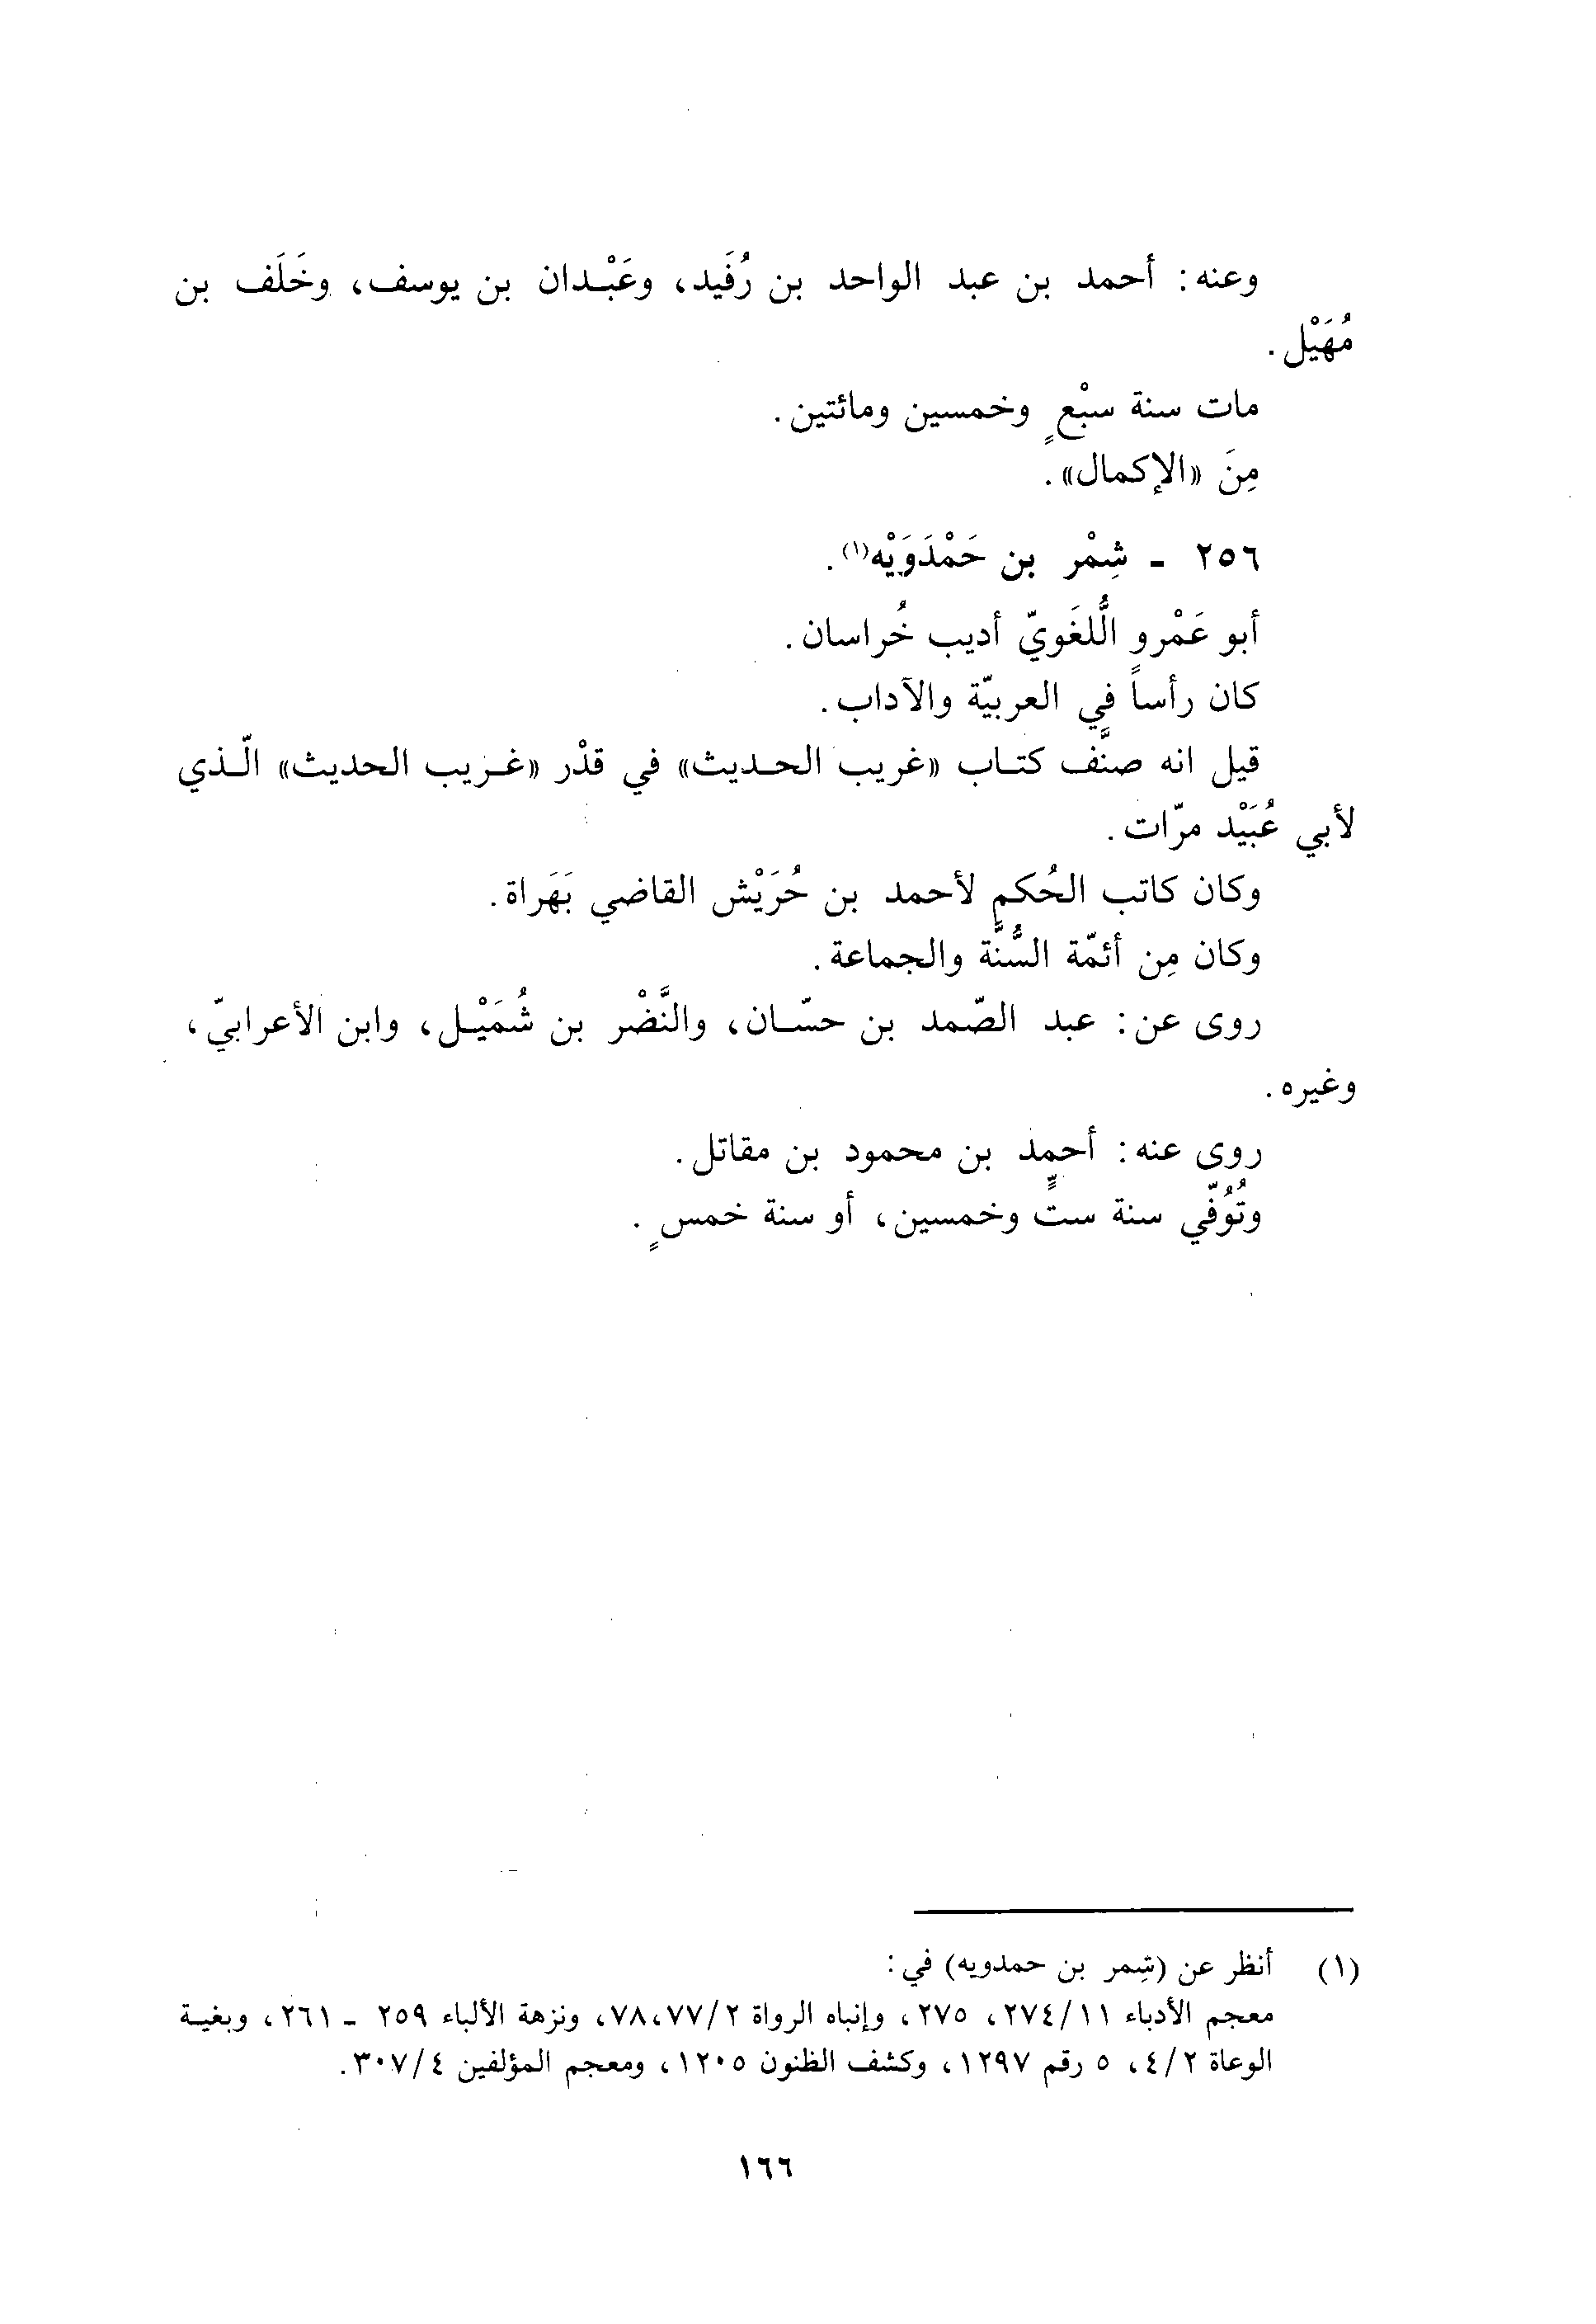 وعنه: أحمد بن عبد الواحد بن رُفَيد، وعَبْدان بن يوسف، وخَلَف بن
مُهَيْل.
مات سنة سبْعٍ وخمسين ومائتين.
مِنَ «الإكمال».
٢٥٦ - شِمْر بن حَمْدَوَيْه(١).
أبو عَمْرو اللُّغَويّ أديب خُراسان.
كان رأساً في العربيّة والآداب.
قيل انه صنَّف كتاب «غريب الحديث» في قدْر «غريب الحديث» الّذي
لأبي عُبَيْد مرّات.
وكان كاتب الحُكمِ لأحمد بن حُرَيْش القاضي بَهَراة.
وكان مِن أئمّة السُّنَّة والجماعة.
روى عن: عبد الصّمد بن حسّان، والنَّضْر بن شُمَيْل، وابن الأعرابيّ،
وغيره.
روى عنه: أحمد بن محمود بن مقاتل.
وتُوُفّي سنة ستٍّ وخمسين، أو سنة خمسٍ.
(١) أنظر عن (شِمر بن حمدويه) في:
معجم الأدباء ٢٧٤/١١، ٢٧٥، وإنباه الرواة ٧٧/٢،٧٨، ونزهة الألباء ٢٥٩ - ٢٦١، وبغية
الوعاة ٤/٢، ٥ رقم ١٢٩٧، وكشف الظنون ١٢٠٥، ومعجم المؤلفين ٣٠٧/٤.
١٦٦